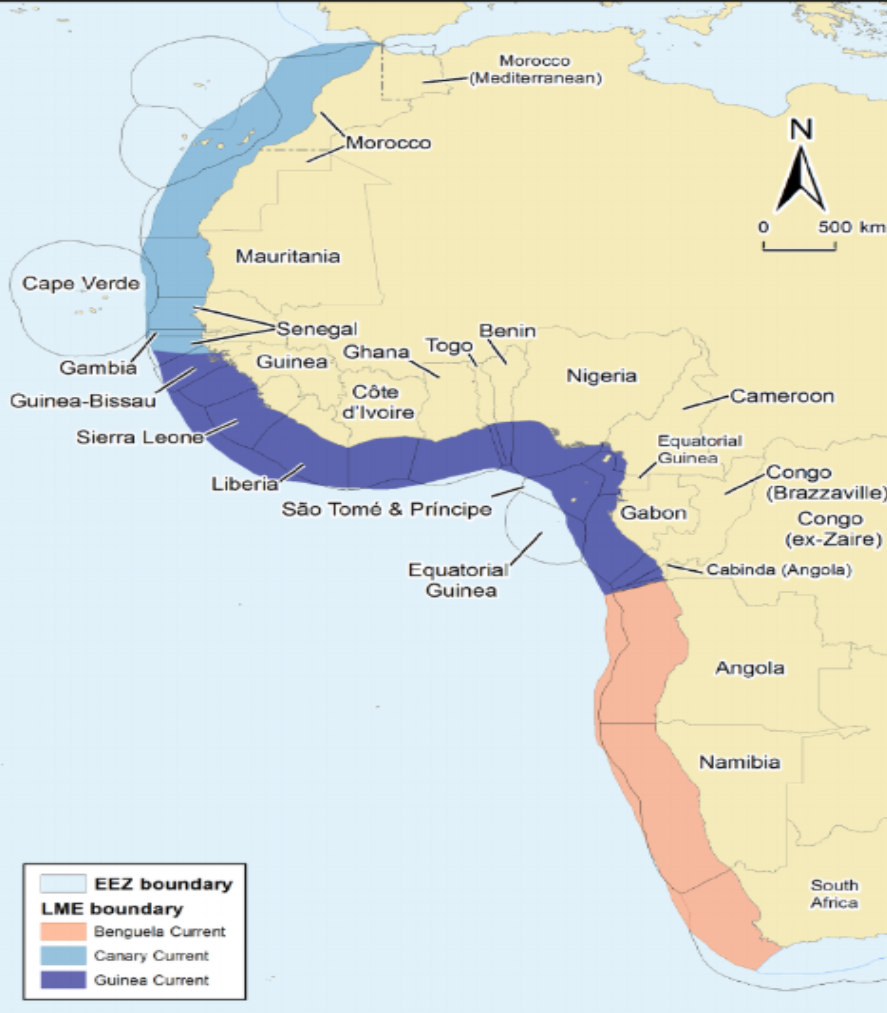 Morocco
(Mediterranean)
N
Morocco
0 500 km
Mauritania
Cape Verde
Senegal
Benin
Togo
Ghana
Gambia
Guinea
Nigeria
Guinea-Bissau
Côte
d'Ivoire
Cameroon
Sierra Leone
Equatorial
Guinea
Congo
(Brazzaville)
Liberia
São Tomé & Príncipe
Gabon
Congo
(ex-Zaire)
Equatorial
Guinea
Cabinda (Angola)
Angola
Namibia
South
Africa
EEZ boundary
LME boundary
Benguela Current
Canary Current
Guinea Current